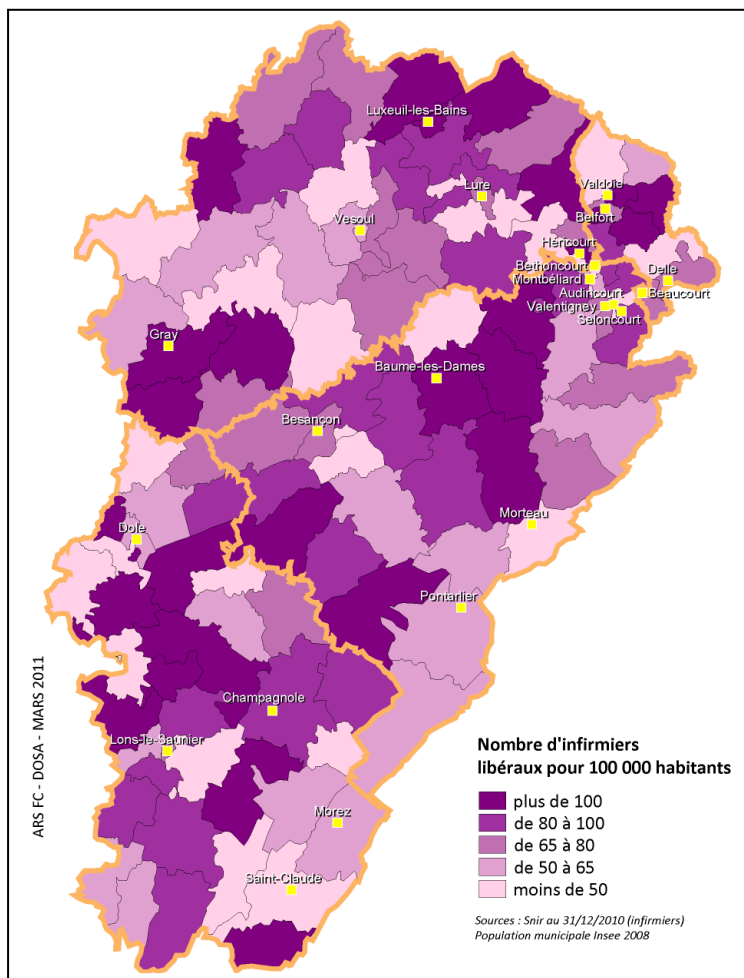 Luxeuil-les-Bains
Lure
Valdoie
Vesoul
Belfort
Héricourt
Bethoncourt
Montbéliard
Delle
Audincourt
Beaucourt
Valentigney
Seloncourt
Gray
Baume-les-Dames
Besançon
Morteau
Dole
Pontarlier
Champagnole
Lons-le-Saunier
Morez
Saint-Claude
ARS FC - DOSA - MARS 2011
Nombre d'infirmiers
libéraux pour 100 000 habitants
plus de 100
de 80 à 100
de 65 à 80
de 50 à 65
moins de 50
Sources : Snir au 31/12/2010 (infirmiers)
Population municipale Insee 2008